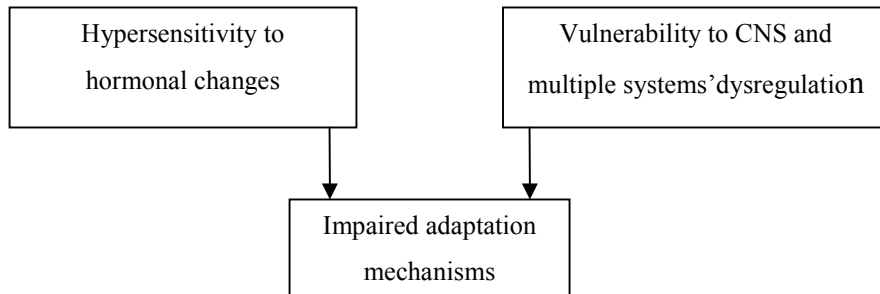 Hypersensitivity to
hormonal changes
Vulnerability to CNS and
multiple systems’dysregulation
Impaired adaptation
mechanisms